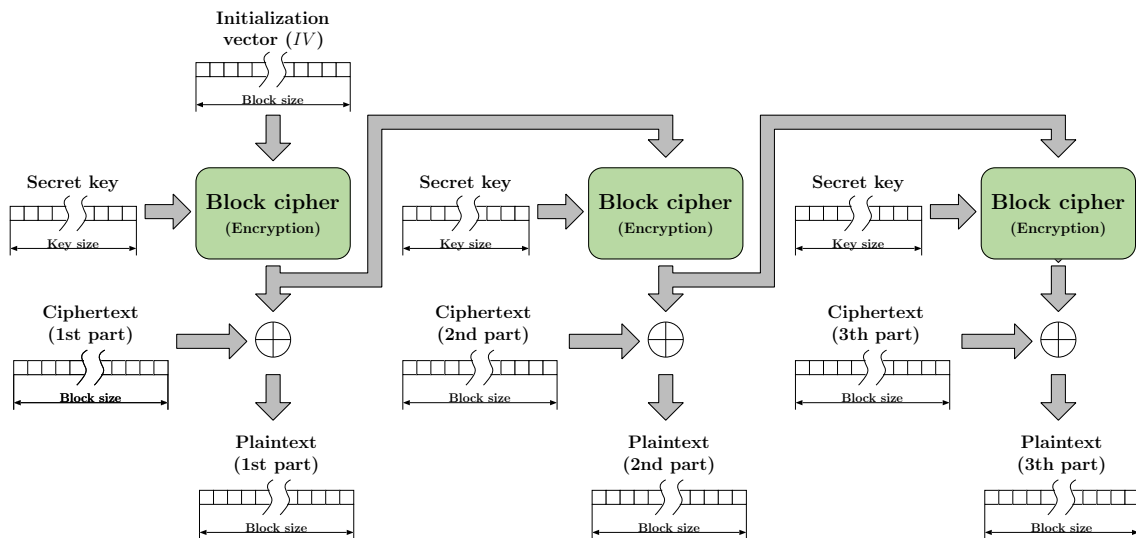 Initialization
vector (IV)
Block size
Secret key
Key size
Block cipher
(Encryption)
Secret key
Key size
Block cipher
(Encryption)
Secret key
Key size
Block cipher
(Encryption)
Ciphertext
(1st part)
Block size
Ciphertext
(2nd part)
Block size
Ciphertext
(3th part)
Block size
Plaintext
(1st part)
Block size
Plaintext
(2nd part)
Block size
Plaintext
(3th part)
Block size